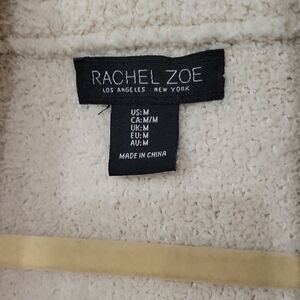 RACHEL ZOE
LOS ANGELES NEW YORK
US: M
CA: M/M
UK: M
EU: M
AU: M
MADE IN CHINA